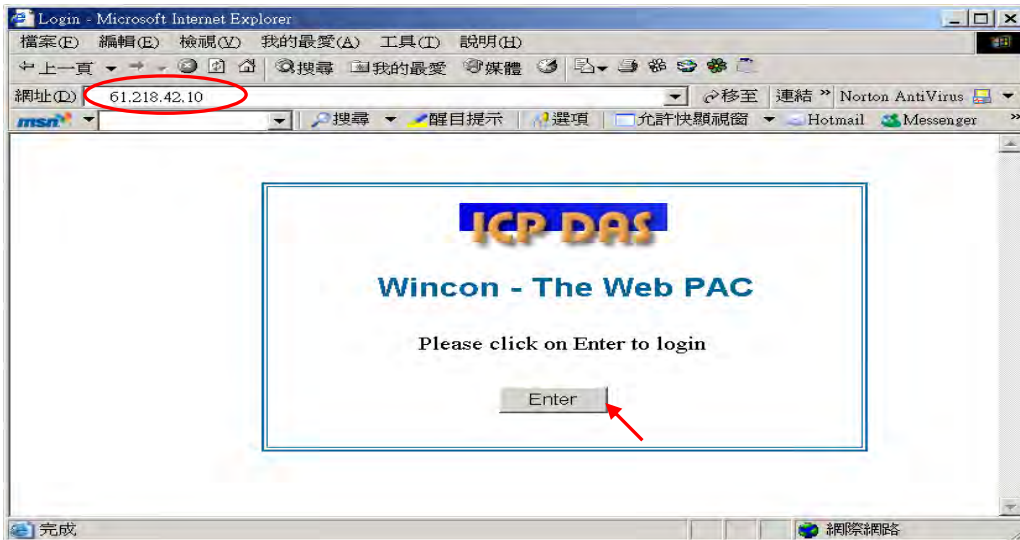 Login - Microsoft Internet Explorer
檔案(F) 編輯(E) 檢視(V) 我的最愛(A) 工具(T) 說明(H)
上一頁 搜尋 我的最愛 媒體
網址(D) 61.218.42.10 移至 連結 » Norton AntiVirus
msn 搜尋 醒目提示 選項 允許快顯視窗 Hotmail Messenger »
ICP DAS
Wincon - The Web PAC
Please click on Enter to login
Enter
完成 網際網路